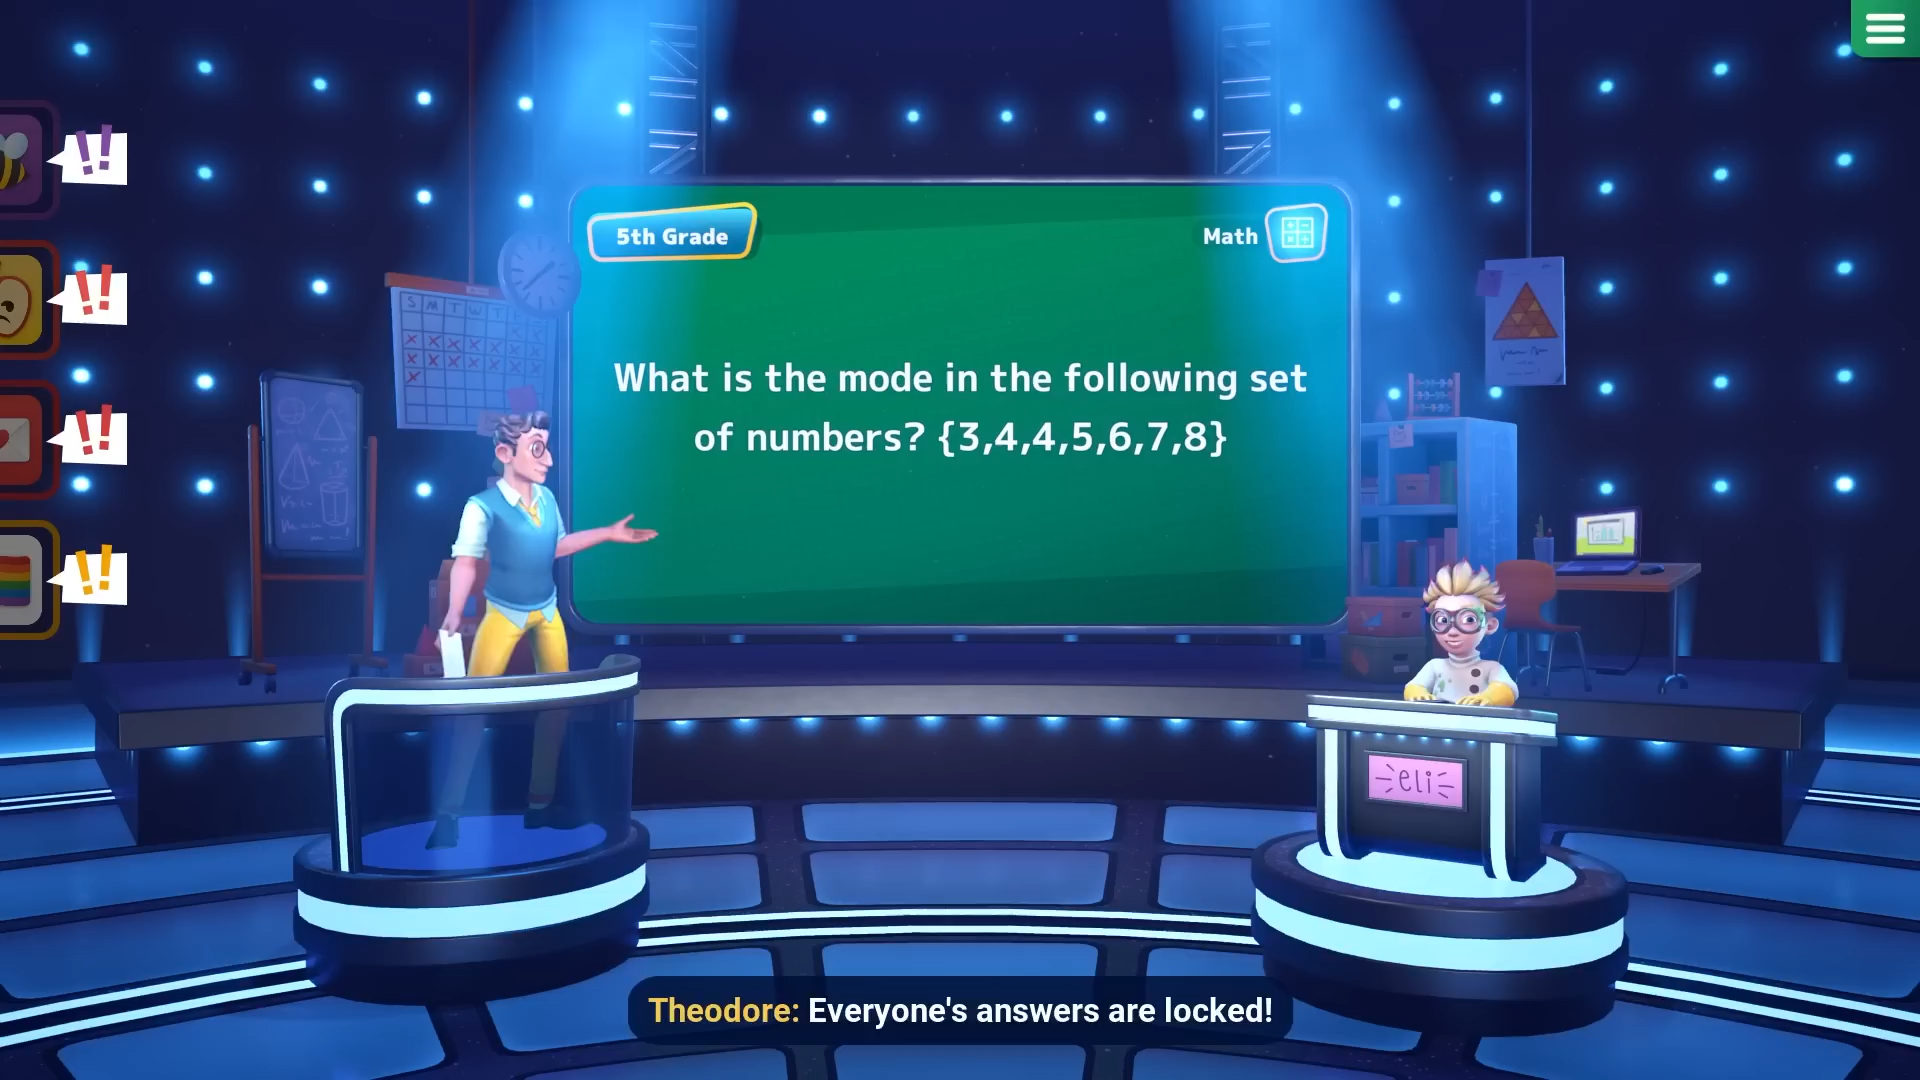 5th Grade
Math
What is the mode in the following set
of numbers? {3,4,4,5,6,7,8}
S M T W T F S
eli
Theodore: Everyone's answers are locked!